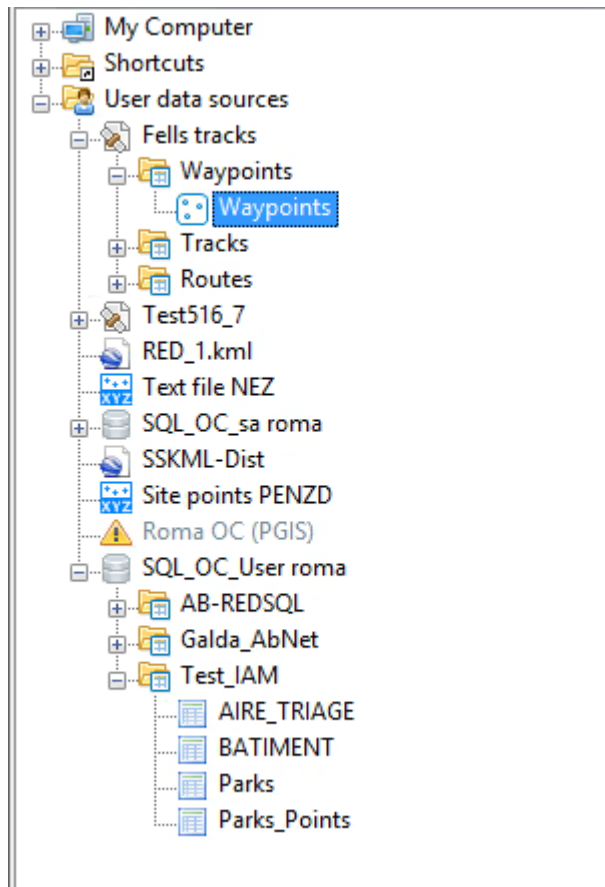 My Computer
Shortcuts
User data sources
Fells tracks
Waypoints
Waypoints
Tracks
Routes
Test516_7
RED_1.kml
XYZ Text file NEZ
SQL_OC_sa roma
SSKML-Dist
XYZ Site points PENZD
Roma OC (PGIS)
SQL_OC_User roma
AB-REDSQL
Galda_AbNet
Test_IAM
AIRE_TRIAGE
BATIMENT
Parks
Parks_Points